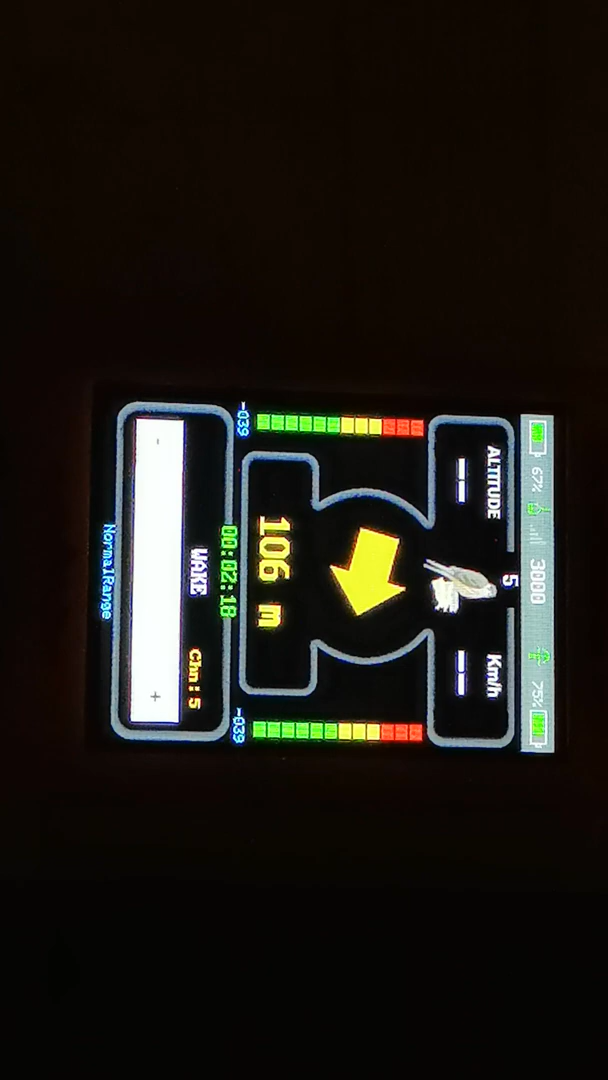 67% 3000 75%
5
ALTITUDE Km/h
-- --
106 m
-039 00:02:18 -039
WAKE Chn:5
- +
NormalRange